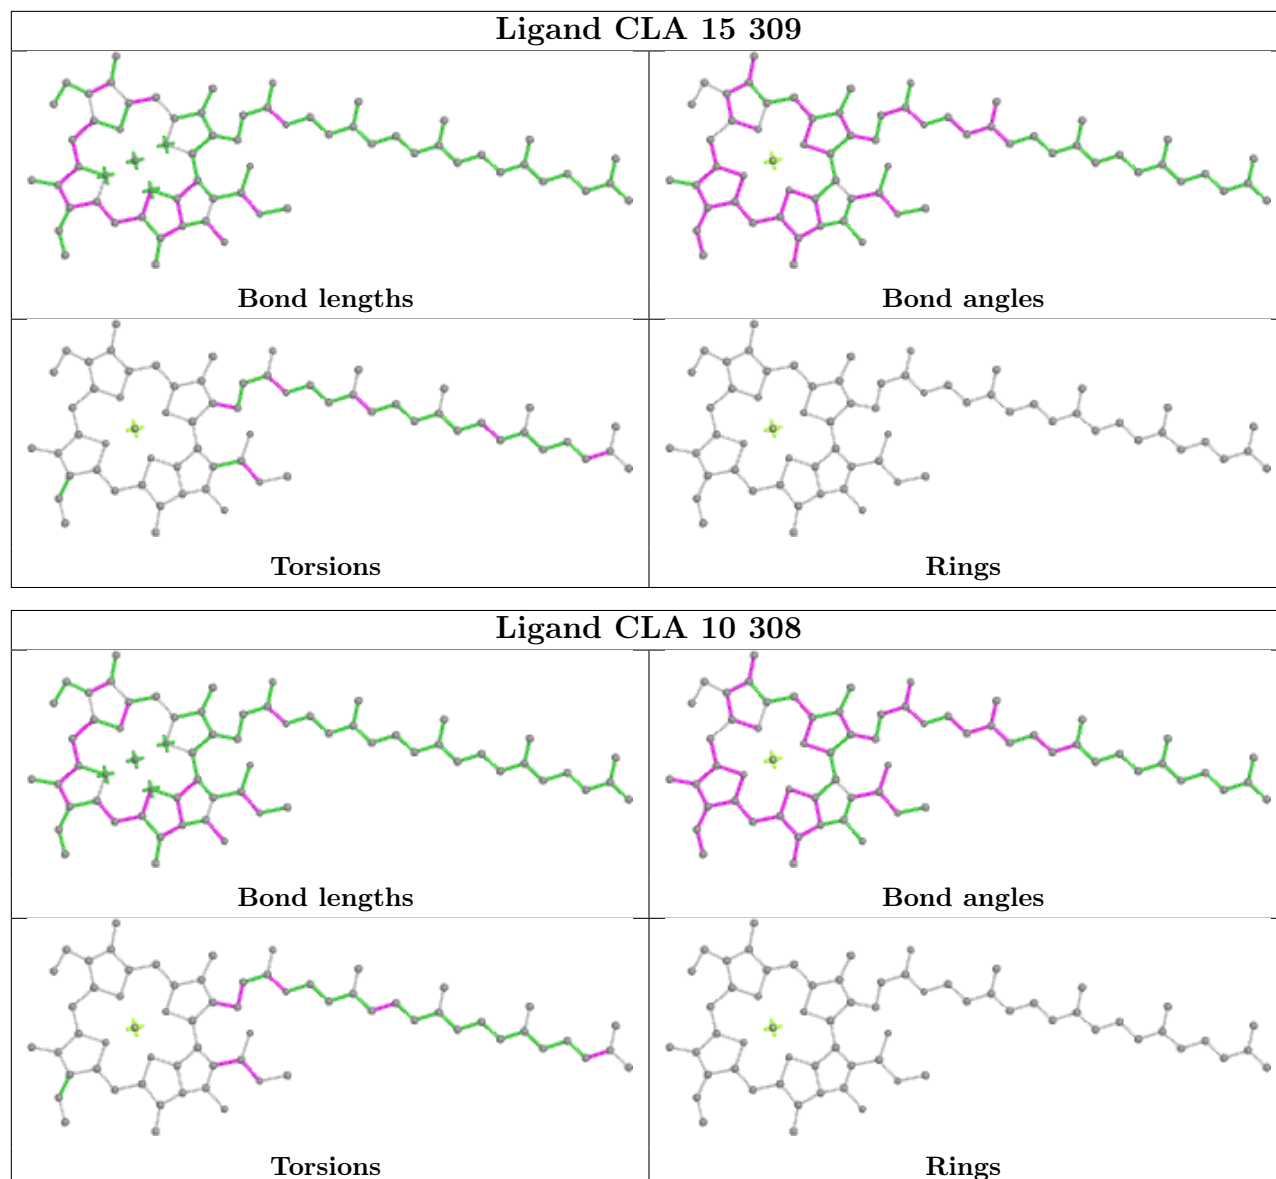 Ligand CLA 15 309
Bond lengths
Bond angles
Torsions
Rings
Ligand CLA 10 308
Bond lengths
Bond angles
Torsions
Rings